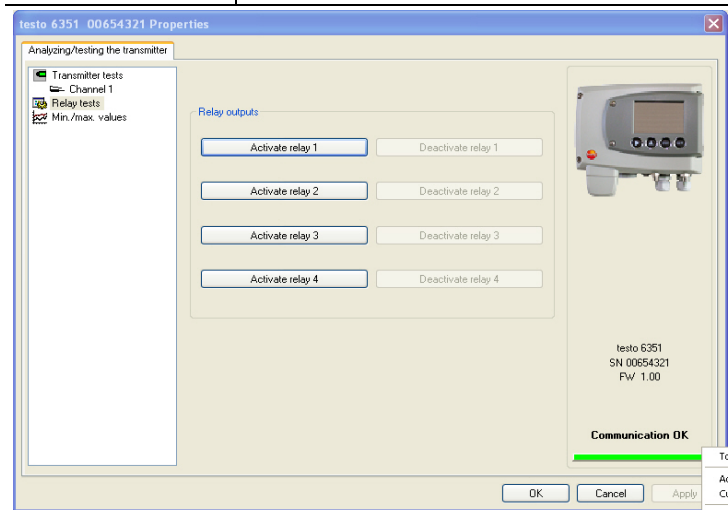 testo 6351 00654321 Properties
Analyzing/testing the transmitter
Transmitter tests
Channel 1
Relay tests
Min./max. values
Relay outputs
Activate relay 1 Deactivate relay 1
Activate relay 2 Deactivate relay 2
Activate relay 3 Deactivate relay 3
Activate relay 4 Deactivate relay 4
testo 6351
SN 00654321
FW 1.00
Communication OK
OK Cancel Apply